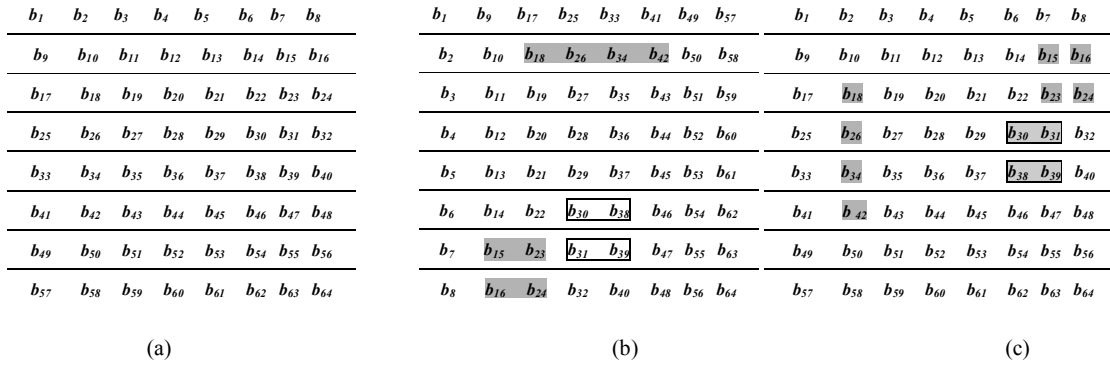 b1 b2 b3 b4 b5 b6 b7 b8
b9 b10 b11 b12 b13 b14 b15 b16
b17 b18 b19 b20 b21 b22 b23 b24
b25 b26 b27 b28 b29 b30 b31 b32
b33 b34 b35 b36 b37 b38 b39 b40
b41 b42 b43 b44 b45 b46 b47 b48
b49 b50 b51 b52 b53 b54 b55 b56
b57 b58 b59 b60 b61 b62 b63 b64
(a)
b1 b9 b17 b25 b33 b41 b49 b57
b2 b10 b18 b26 b34 b42 b50 b58
b3 b11 b19 b27 b35 b43 b51 b59
b4 b12 b20 b28 b36 b44 b52 b60
b5 b13 b21 b29 b37 b45 b53 b61
b6 b14 b22 b30 b38 b46 b54 b62
b7 b15 b23 b31 b39 b47 b55 b63
b8 b16 b24 b32 b40 b48 b56 b64
(b)
b1 b2 b3 b4 b5 b6 b7 b8
b9 b10 b11 b12 b13 b14 b15 b16
b17 b18 b19 b20 b21 b22 b23 b24
b25 b26 b27 b28 b29 b30 b31 b32
b33 b34 b35 b36 b37 b38 b39 b40
b41 b42 b43 b44 b45 b46 b47 b48
b49 b50 b51 b52 b53 b54 b55 b56
b57 b58 b59 b60 b61 b62 b63 b64
(c)